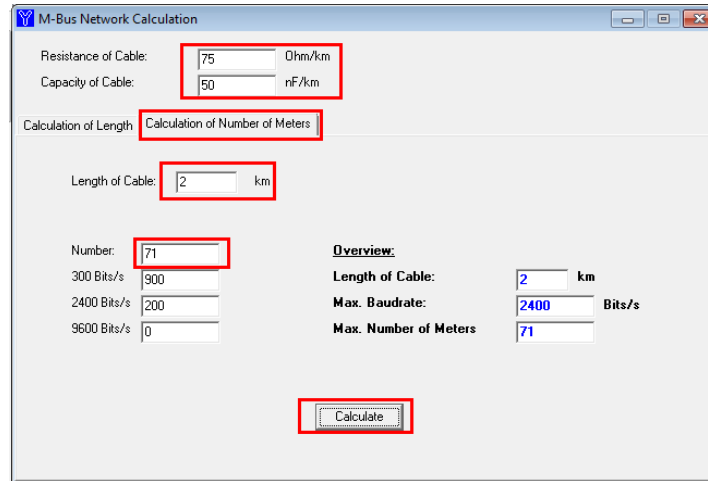 M-Bus Network Calculation
Resistance of Cable: 75 Ohm/km
Capacity of Cable: 50 nF/km
Calculation of Length Calculation of Number of Meters
Length of Cable: 2 km
Number: 71 Overview:
300 Bits/s 900 Length of Cable: 2 km
2400 Bits/s 200 Max. Baudrate: 2400 Bits/s
9600 Bits/s 0 Max. Number of Meters 71
Calculate